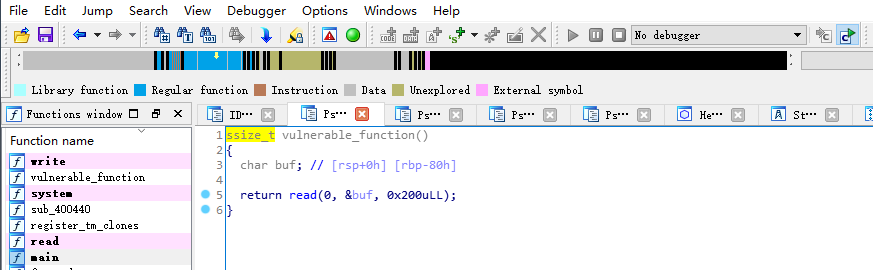 File Edit Jump Search View Debugger Options Windows Help
No debugger
Library function Regular function Instruction Data Unexplored External symbol
Functions window
ID··· Ps··· Ps··· Ps··· Ps··· He··· St···
Function name
write
vulnerable_function
system
sub_400440
register_tm_clones
read
main
1 ssize_t vulnerable_function()
2 {
3 char buf; // [rsp+0h] [rbp-80h]
4
5 return read(0, &buf, 0x200uLL);
6 }